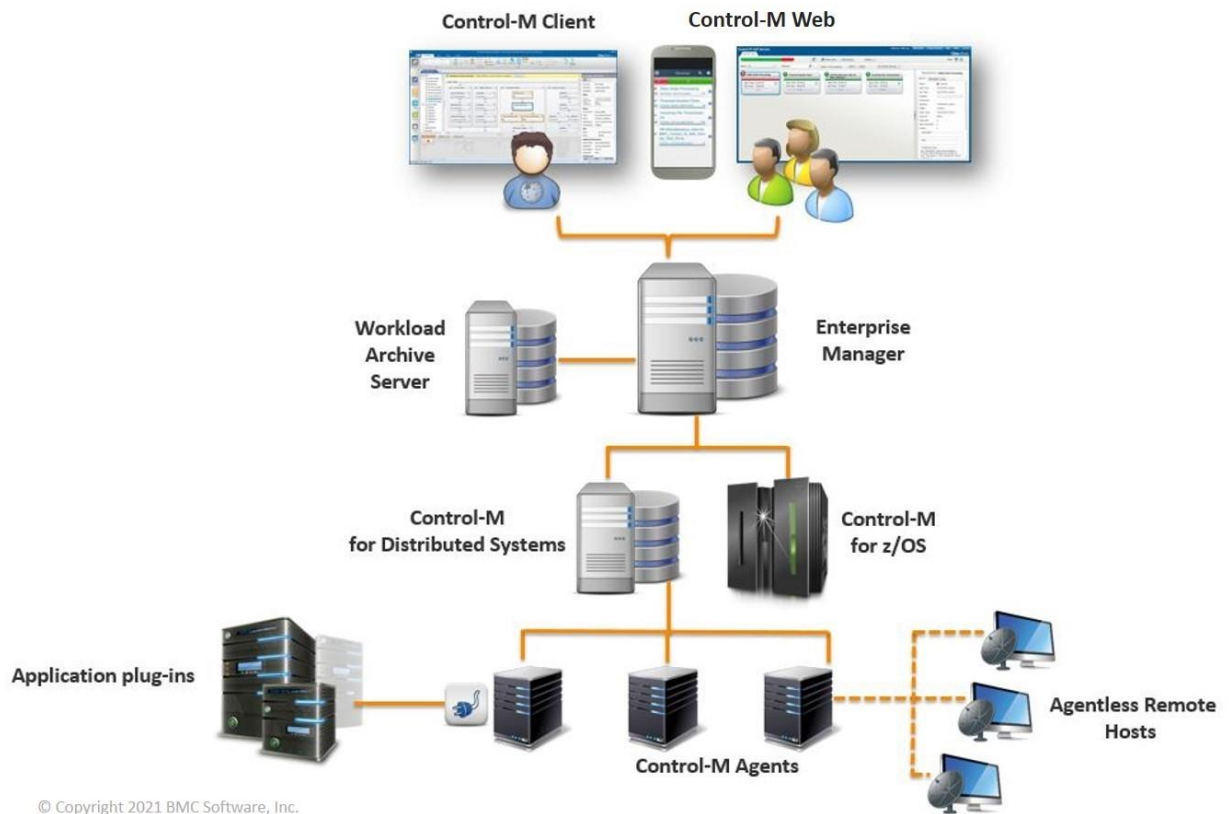 Control-M Client
Control-M Web
Workload
Archive
Server
Enterprise
Manager
Control-M
for Distributed Systems
Control-M
for z/OS
Application plug-ins
Agentless Remote
Hosts
Control-M Agents
© Copyright 2021 BMC Software, Inc.